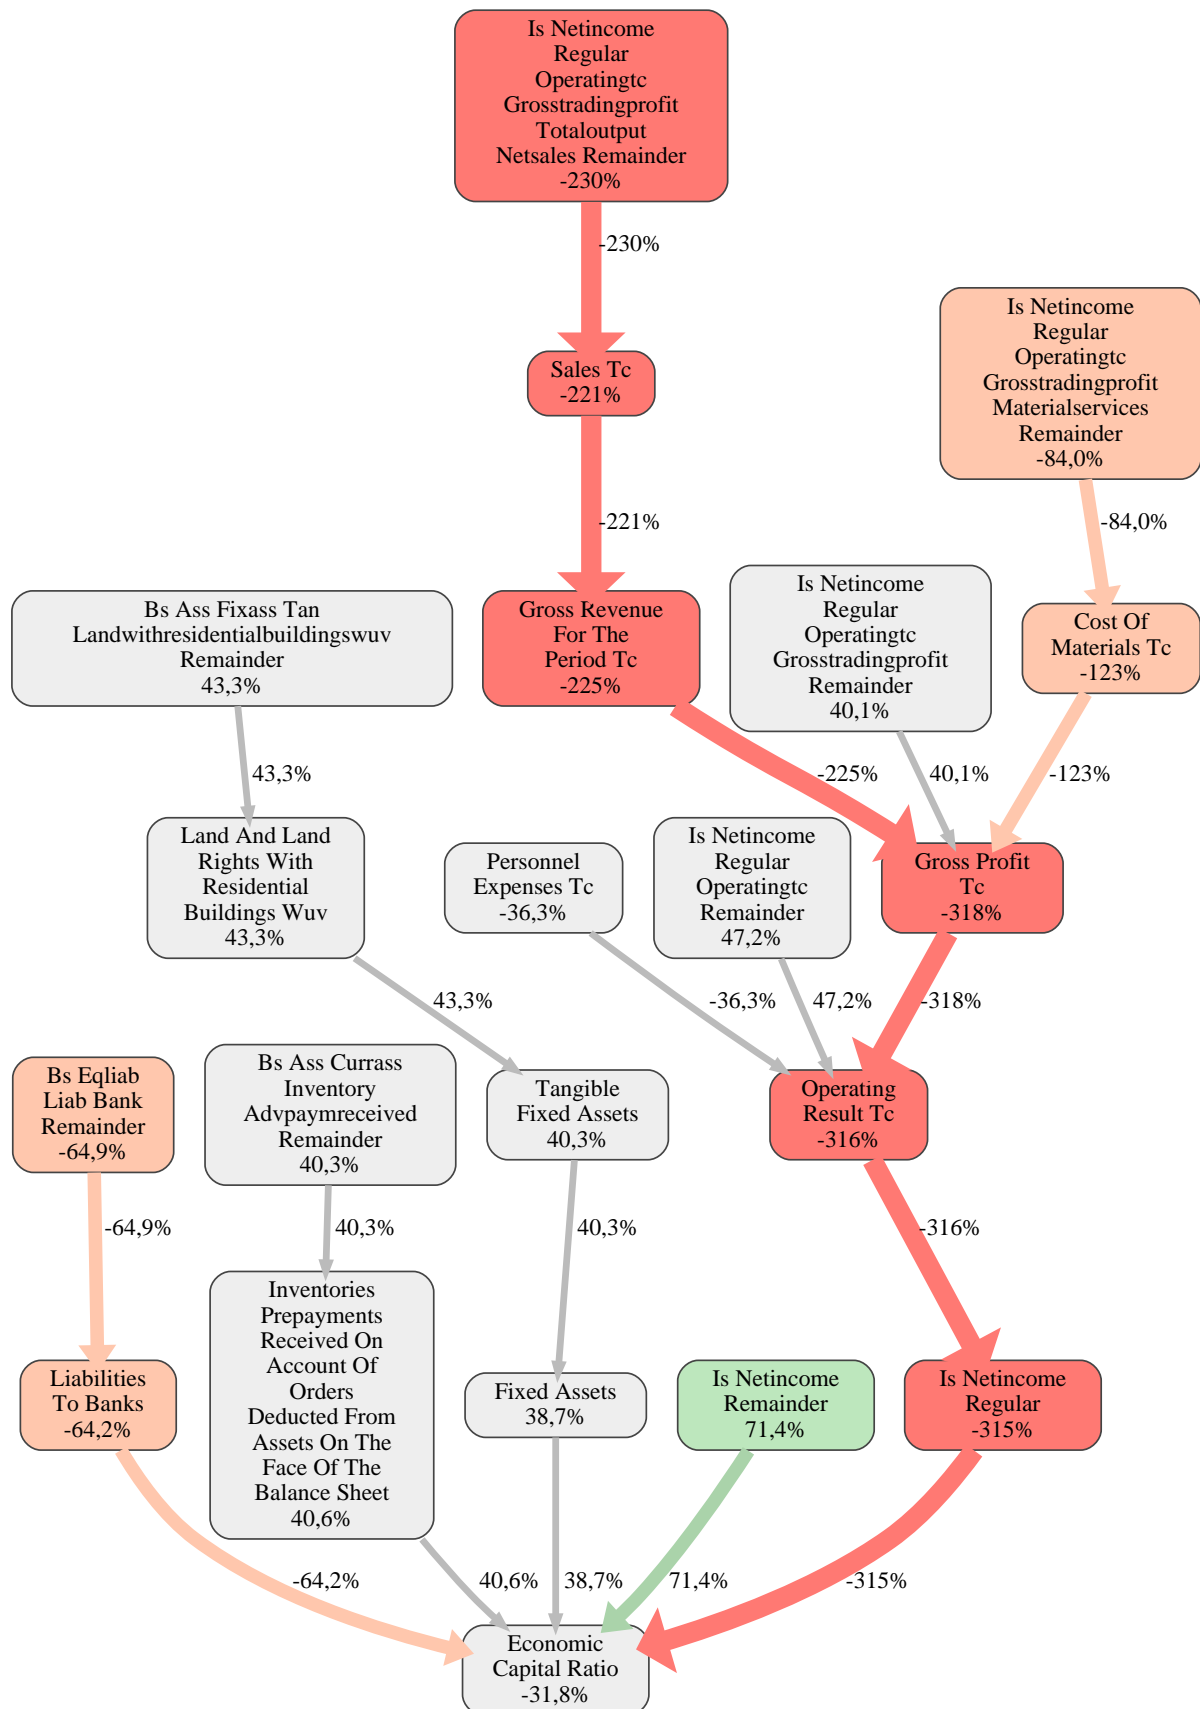 Is Netincome
Regular
Operatingtc
Grosstradingprofit
Totaloutput
Netsales Remainder
-230%
-230%
Is Netincome
Regular
Operatingtc
Grosstradingprofit
Materialservices
Remainder
-84,0%
Sales Tc
-221%
-221%
-84,0%
Bs Ass Fixass Tan
Landwithresidentialbuildingswuv
Remainder
43,3%
Gross Revenue
For The
Period Tc
-225%
Is Netincome
Regular
Operatingtc
Grosstradingprofit
Remainder
40,1%
Cost Of
Materials Tc
-123%
43,3%
-225%
40,1%
-123%
Land And Land
Rights With
Residential
Buildings Wuv
43,3%
Personnel
Expenses Tc
-36,3%
Is Netincome
Regular
Operatingtc
Remainder
47,2%
Gross Profit
Tc
-318%
43,3%
-36,3%
47,2%
-318%
Bs Eqliab
Liab Bank
Remainder
-64,9%
Bs Ass Currass
Inventory
Advpaymreceived
Remainder
40,3%
Tangible
Fixed Assets
40,3%
Operating
Result Tc
-316%
-64,9%
40,3%
40,3%
-316%
Liabilities
To Banks
-64,2%
Inventories
Prepayments
Received On
Account Of
Orders
Deducted From
Assets On The
Face Of The
Balance Sheet
40,6%
Fixed Assets
38,7%
Is Netincome
Remainder
71,4%
Is Netincome
Regular
-315%
-64,2%
40,6%
38,7%
71,4%
-315%
Economic
Capital Ratio
-31,8%